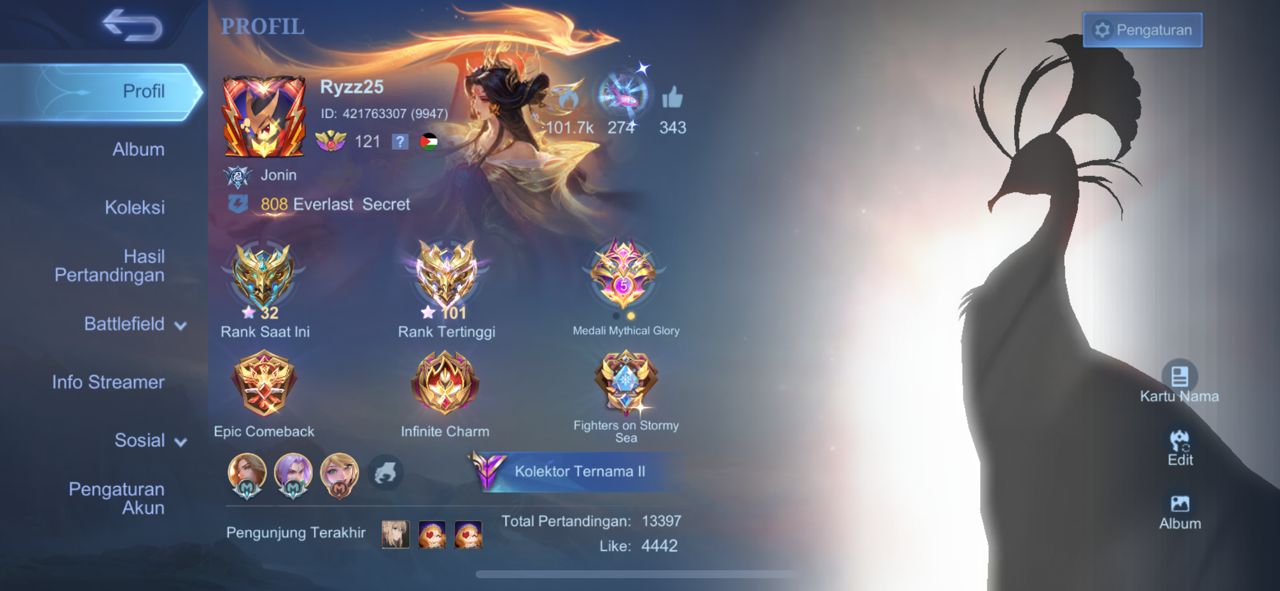 PROFIL
Pengaturan
Profil
Album
Koleksi
Hasil
Pertandingan
Battlefield
Info Streamer
Sosial
Pengaturan
Akun
Ryzz25
ID: 421763307 (9947)
121 ?
101.7k 274 343
Jonin
808 Everlast Secret
32
Rank Saat Ini
101
Rank Tertinggi
5
Medali Mythical Glory
Epic Comeback
Infinite Charm
Fighters on Stormy
Sea
Kolektor Ternama II
Pengunjung Terakhir
Total Pertandingan: 13397
Like: 4442
Kartu Nama
Edit
Album